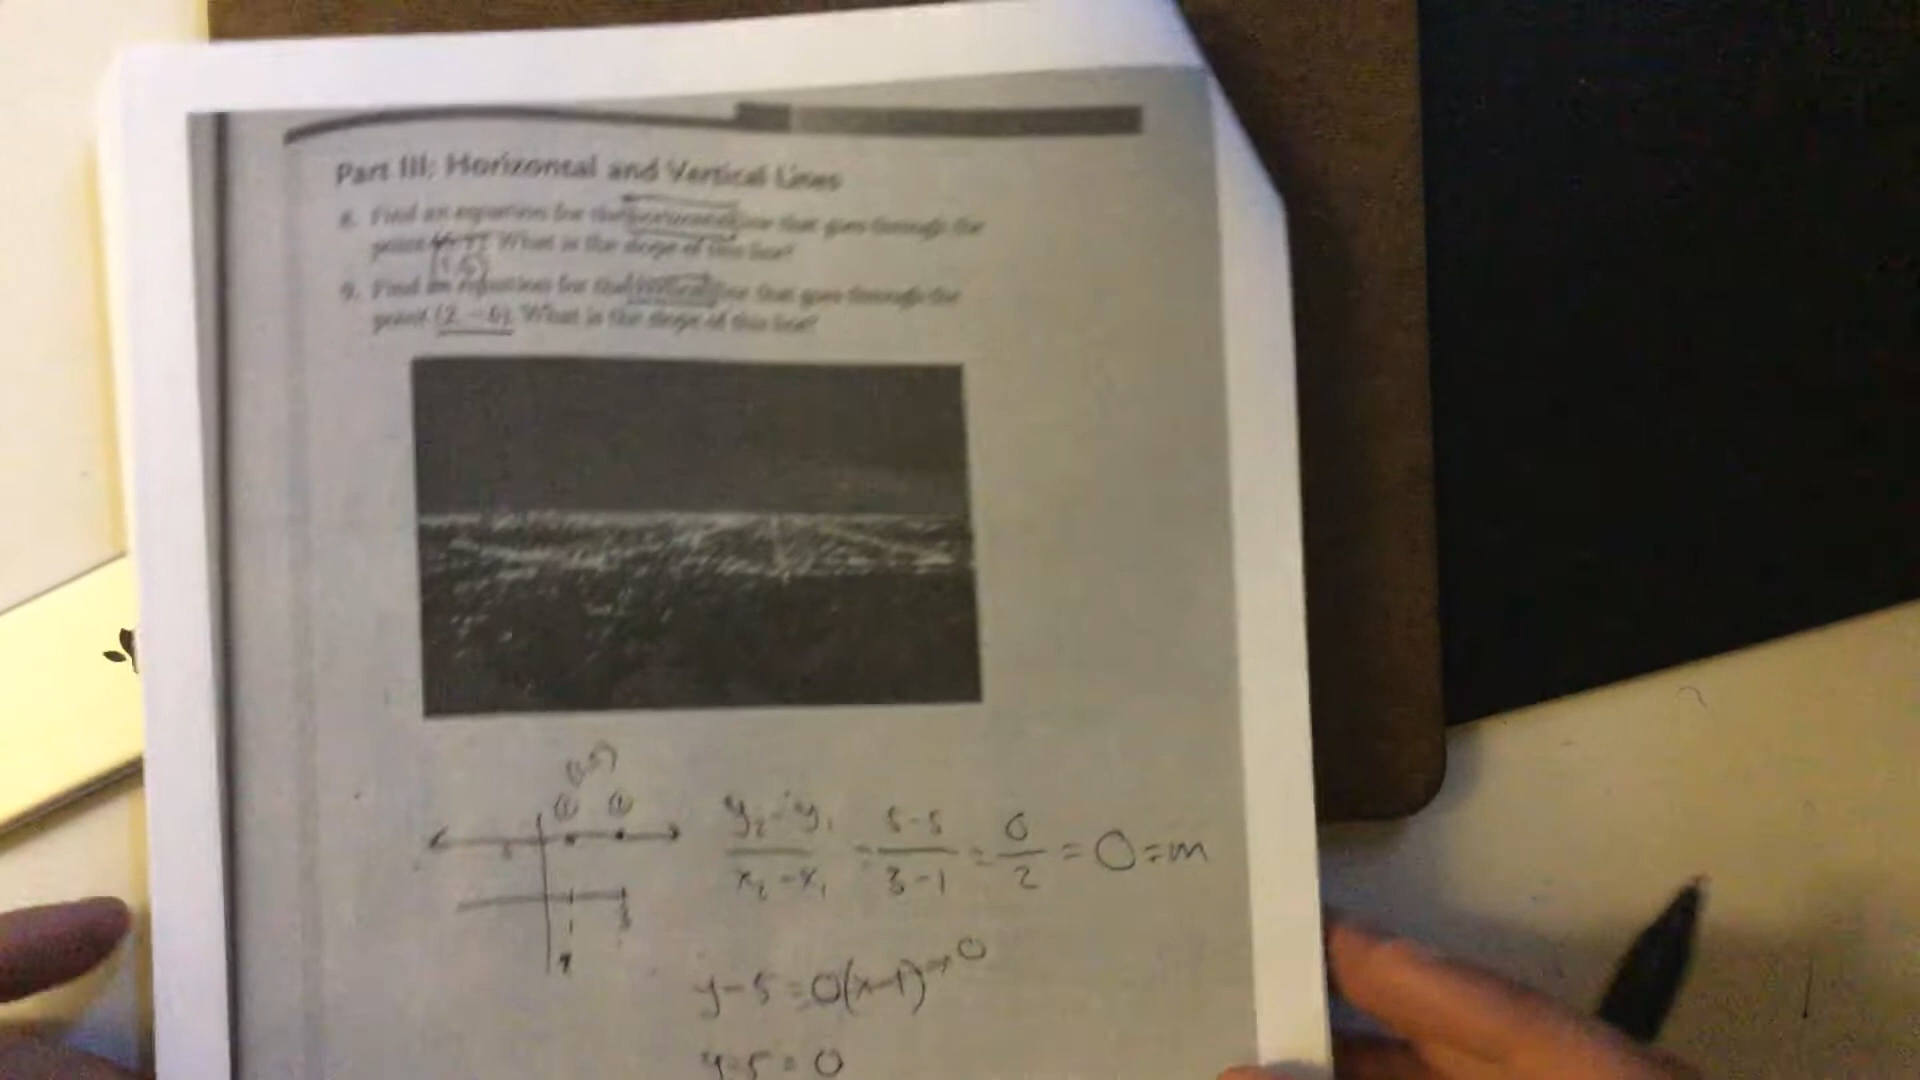 Part III: Horizontal and Vertical Lines
8. Find an equation for the horizontal line that goes through the
point What is the slope of this line?
(1,5)
9. Find an equation for the vertical line that goes through the
point (2, -6). What is the slope of this line?
(1,5)
y₂-y₁ / x₂-x₁ = 5-5 / 3-1 = 0 / 2 = 0 = m
3
y-5=0(x-1)→0
y-5=0